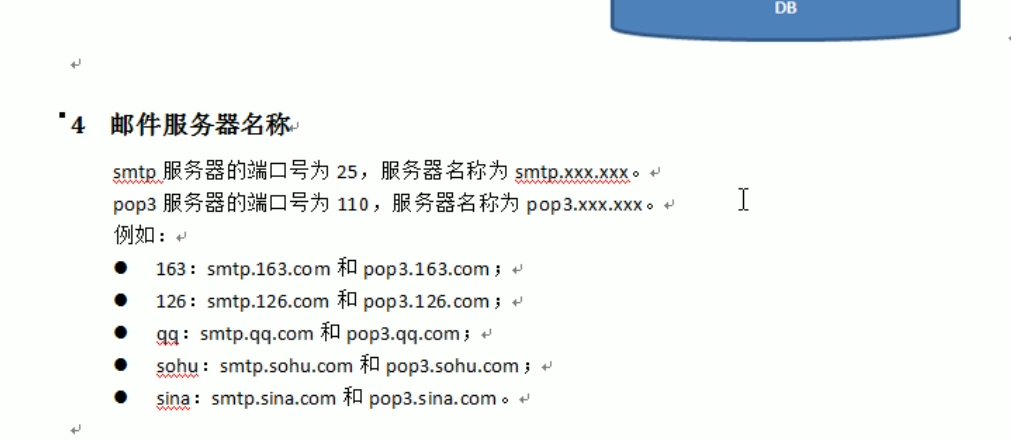 DB
4 邮件服务器名称
smtp 服务器的端口号为 25，服务器名称为 smtp.xxx.xxx。
pop3 服务器的端口号为 110，服务器名称为 pop3.xxx.xxx。
例如：
● 163：smtp.163.com 和 pop3.163.com；
● 126：smtp.126.com 和 pop3.126.com；
● qq：smtp.qq.com 和 pop3.qq.com；
● sohu：smtp.sohu.com 和 pop3.sohu.com；
● sina：smtp.sina.com 和 pop3.sina.com。